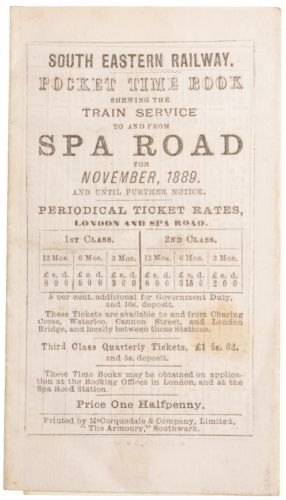 SOUTH EASTERN RAILWAY.
POCKET TIME BOOK
SHEWING THE
TRAIN SERVICE
TO AND FROM
SPA ROAD
FOR
NOVEMBER, 1889.
AND UNTIL FURTHER NOTICE.
PERIODICAL TICKET RATES,
LONDON AND SPA ROAD.
1ST CLASS. 2ND CLASS.
12 Mos. 6 Mos. 3 Mos. 12 Mos. 6 Mos. 3 Mos.
£ s. d. £ s. d. £ s. d. £ s. d. £ s. d. £ s. d.
8 0 0 5 0 0 3 0 0 6 0 0 3 15 0 2 0 0
5 per cent. additional for Government Duty,
and 10s. deposit.
These Tickets are available to and from Charing
Cross, Waterloo, Cannon Street, and London
Bridge, and locally between those Stations.
Third Class Quarterly Tickets, £1 5s. 0d.
and 5s. deposit.
These Time Books may be obtained on applica-
tion at the Booking Offices in London, and at the
Spa Road Station.
Price One Halfpenny,
Printed by McCorquodale & Company, Limited,
"The Armoury," Southwark.